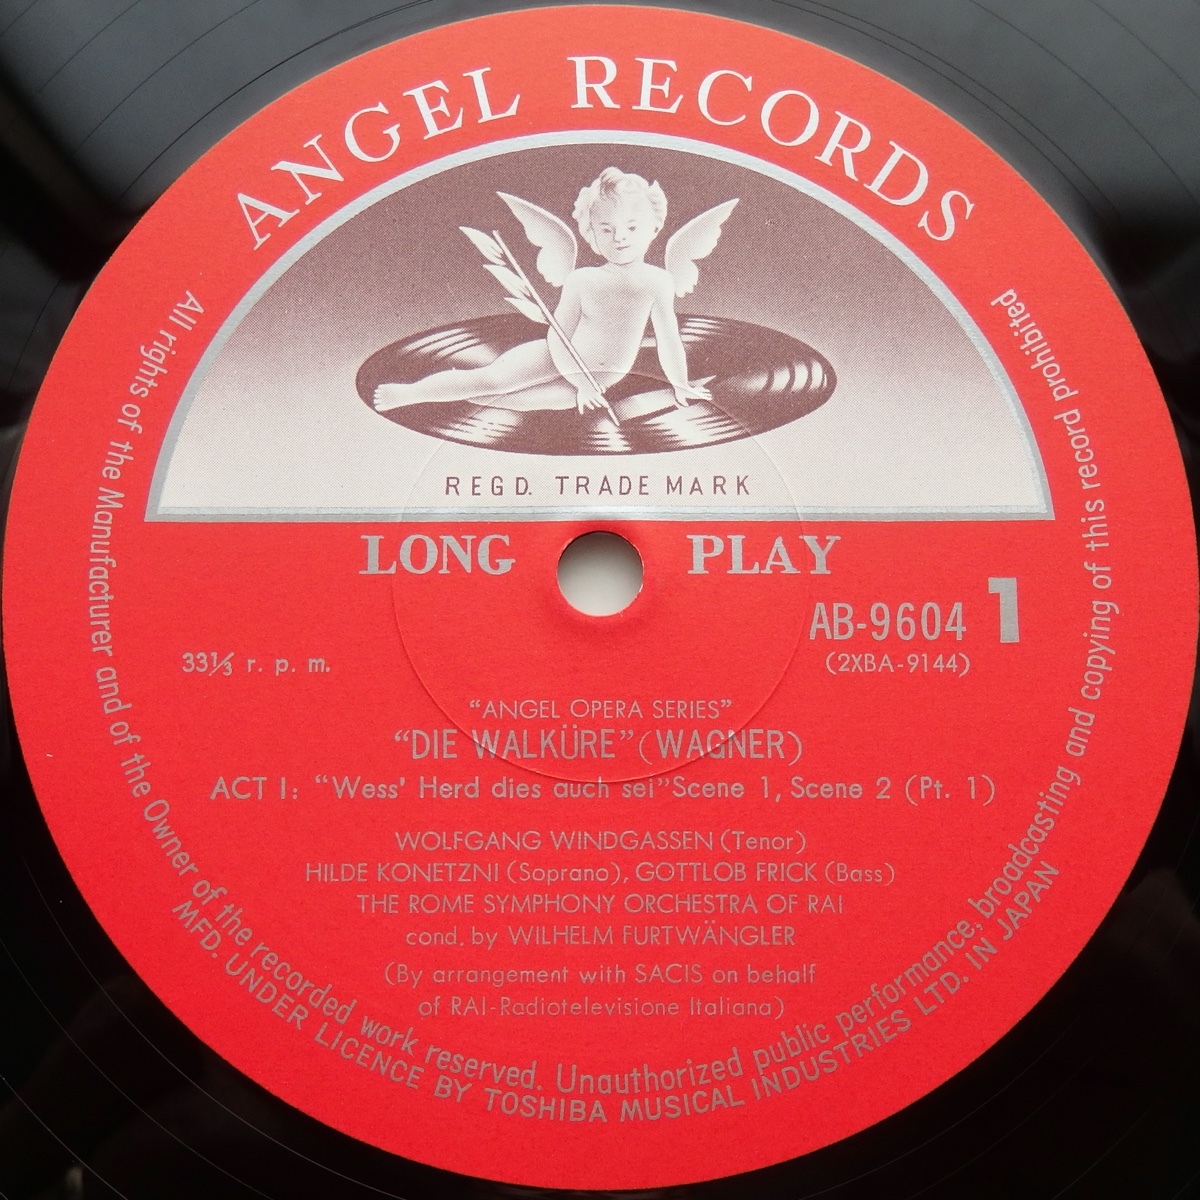 ANGEL RECORDS
REGD. TRADE MARK
LONG PLAY
AB-9604 1
33⅓ r. p. m.
(2XBA-9144)
“ANGEL OPERA SERIES”
“DIE WALKÜRE” (WAGNER)
ACT I: “Wess' Herd dies auch sei” Scene 1, Scene 2 (Pt. 1)
WOLFGANG WINDGASSEN (Tenor)
HILDE KONETZNI (Soprano), GOTTLOB FRICK (Bass)
THE ROME SYMPHONY ORCHESTRA OF RAI
cond. by WILHELM FURTWÄNGLER
(By arrangement with SACIS on behalf
of RAI-Radiotelevisione Italiana)
All rights of the Manufacturer and of the Owner of the recorded work reserved. Unauthorized public performance, broadcasting and copying of this record prohibited
MFD. UNDER LICENCE BY TOSHIBA MUSICAL INDUSTRIES LTD. IN JAPAN